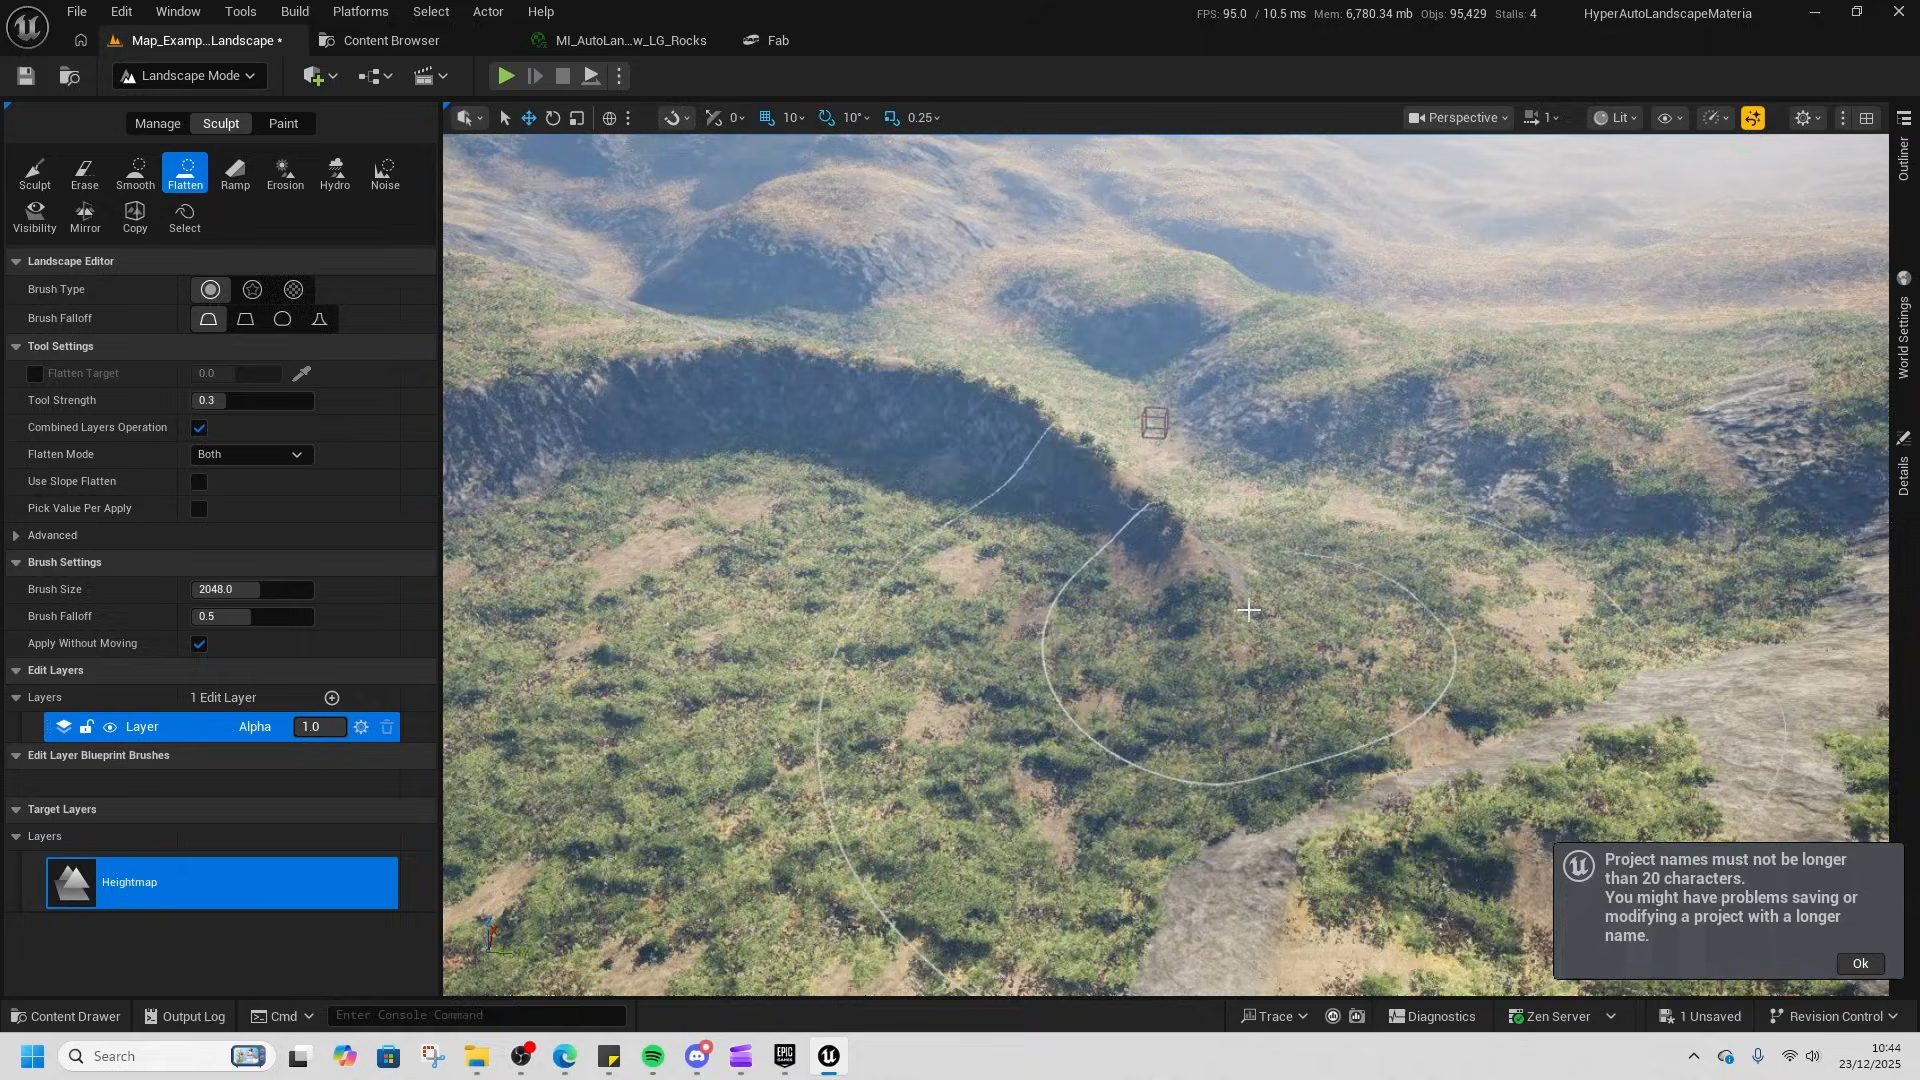 File Edit Window Tools Build Platforms Select Actor Help
FPS: 95.0 / 10.5 ms Mem: 6,780.34 mb Objs: 95,429 Stalls: 4
HyperAutoLandscapeMateria
Map_Examp...Landscape •
Content Browser
MI_AutoLan...w_LG_Rocks
Fab
Landscape Mode
Manage Sculpt Paint
0 10 10° 0.25
Perspective 1 Lit
Sculpt Erase Smooth Flatten Ramp Erosion Hydro Noise
Visibility Mirror Copy Select
Landscape Editor
Brush Type
Brush Falloff
Tool Settings
Flatten Target 0.0
Tool Strength 0.3
Combined Layers Operation
Flatten Mode Both
Use Slope Flatten
Pick Value Per Apply
Advanced
Brush Settings
Brush Size 2048.0
Brush Falloff 0.5
Apply Without Moving
Edit Layers
Layers 1 Edit Layer
Layer Alpha 1.0
Edit Layer Blueprint Brushes
Target Layers
Layers
Heightmap
Outliner
World Settings
Details
Project names must not be longer
than 20 characters.
You might have problems saving or
modifying a project with a longer
name.
Ok
Content Drawer Output Log Cmd Enter Console Command
Trace Diagnostics Zen Server 1 Unsaved Revision Control
Search
EPIC GAMES
10:44
23/12/2025